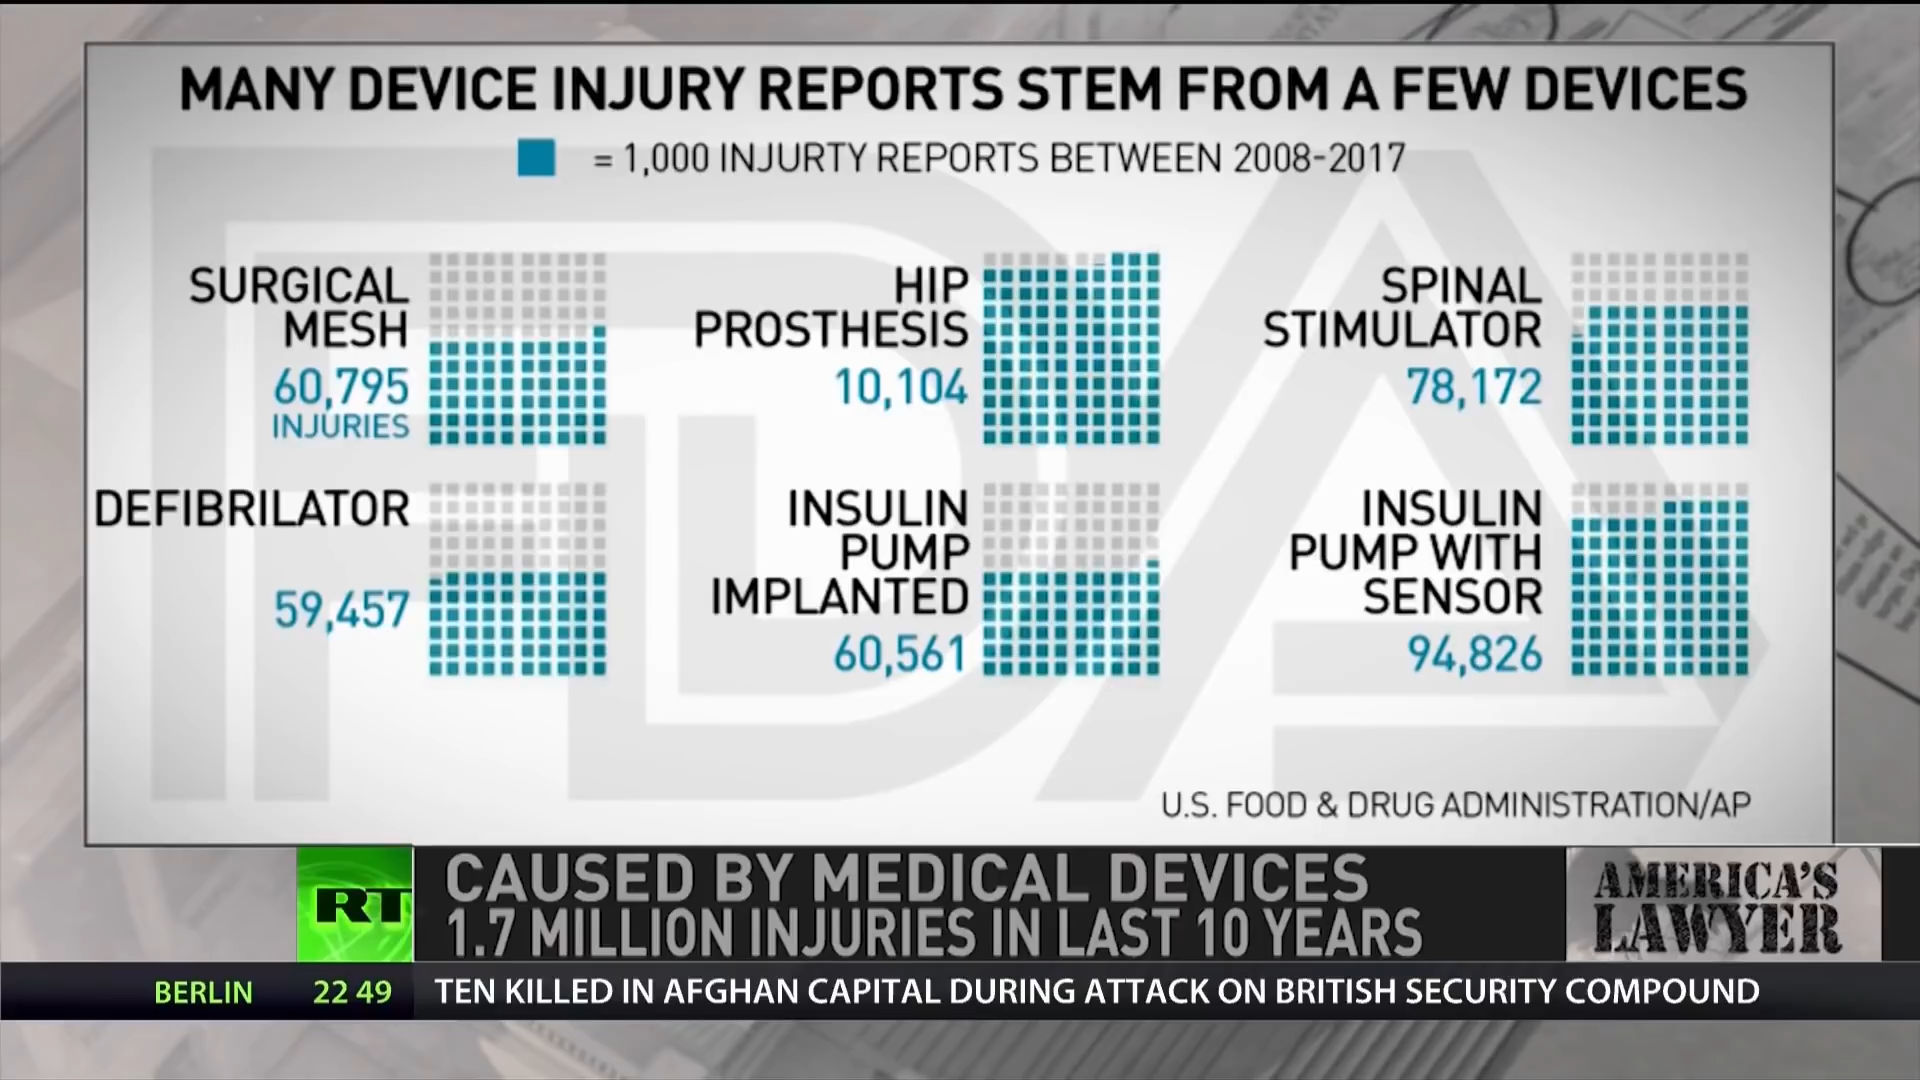 MANY DEVICE INJURY REPORTS STEM FROM A FEW DEVICES
= 1,000 INJURTY REPORTS BETWEEN 2008-2017
SURGICAL
MESH
60,795
INJURIES
HIP
PROSTHESIS
10,104
SPINAL
STIMULATOR
78,172
DEFIBRILATOR
59,457
INSULIN
PUMP
IMPLANTED
60,561
INSULIN
PUMP WITH
SENSOR
94,826
FDA
U.S. FOOD & DRUG ADMINISTRATION/AP
RT
CAUSED BY MEDICAL DEVICES
1.7 MILLION INJURIES IN LAST 10 YEARS
AMERICA'S
LAWYER
BERLIN 22 49 TEN KILLED IN AFGHAN CAPITAL DURING ATTACK ON BRITISH SECURITY COMPOUND